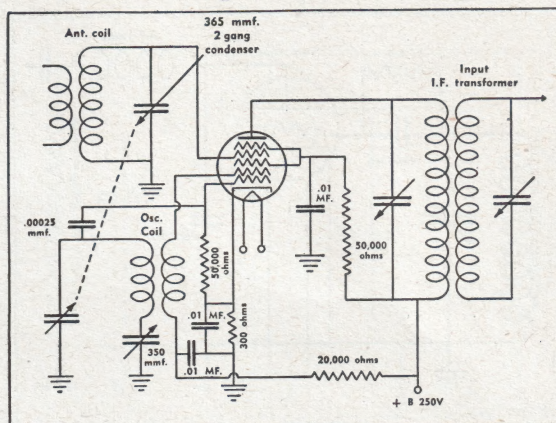 365 mmf.
2 gang
condenser
Ant. coil
Input
I.F. transformer
.00025
mmf.
Osc.
Coil
50,000
ohms
.01
MF.
50,000
ohms
350
mmf.
.01 MF.
300 ohms
.01 MF.
20,000 ohms
+ B 250V